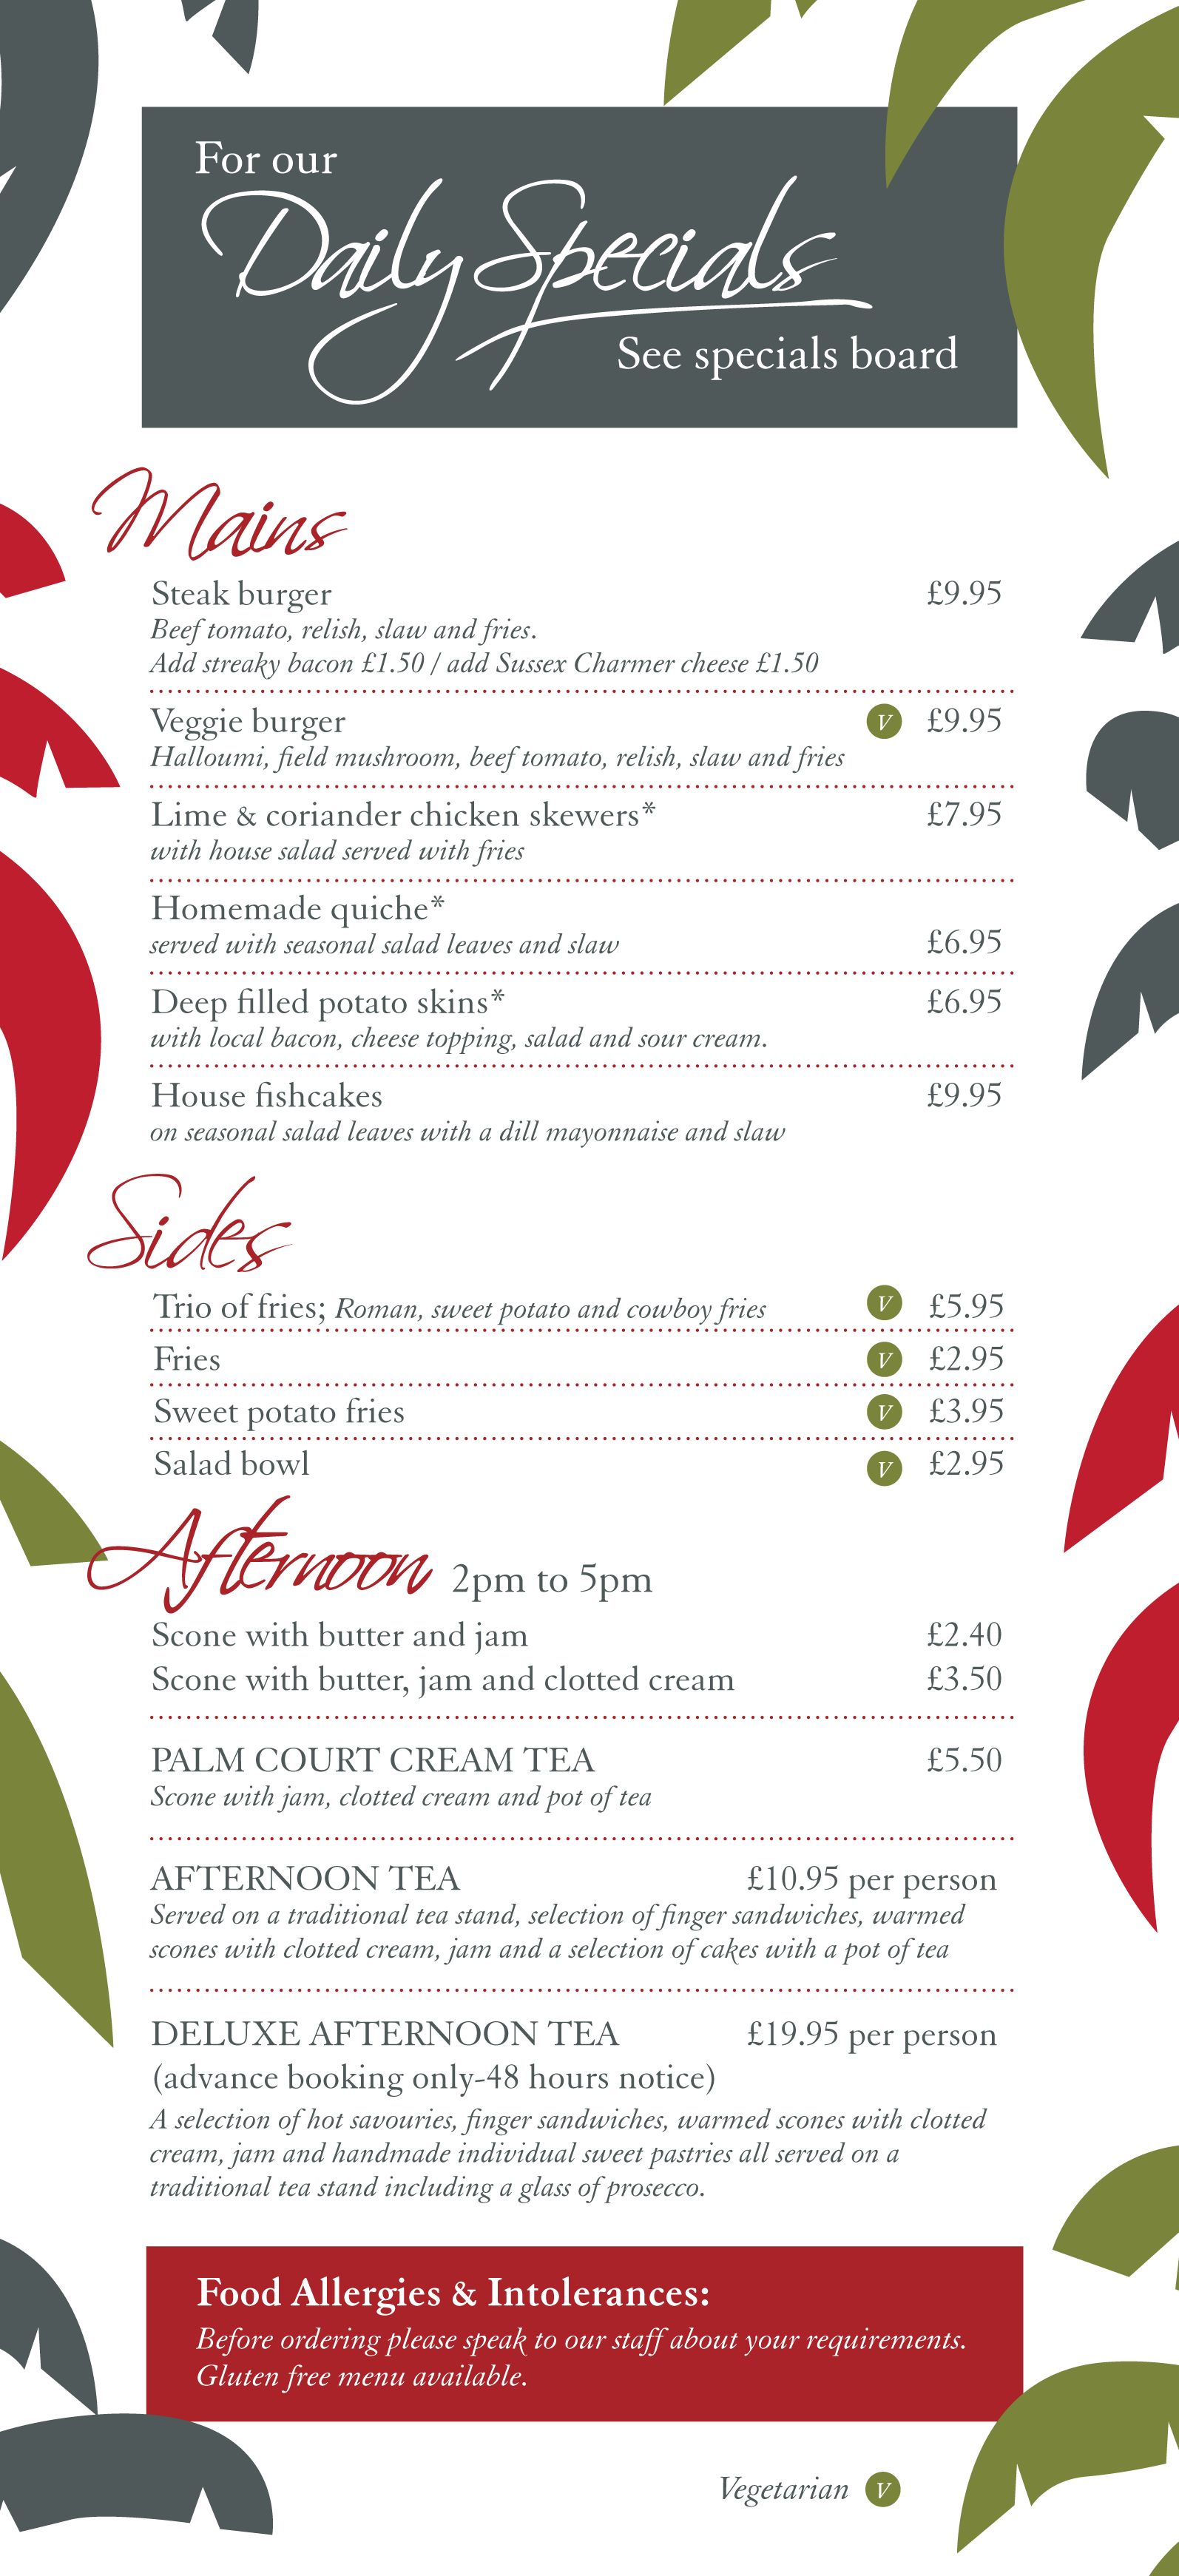 For our
Daily Specials
See specials board
Mains
Steak burger £9.95
Beef tomato, relish, slaw and fries.
Add streaky bacon £1.50 / add Sussex Charmer cheese £1.50
Veggie burger V £9.95
Halloumi, field mushroom, beef tomato, relish, slaw and fries
Lime & coriander chicken skewers* £7.95
with house salad served with fries
Homemade quiche*
served with seasonal salad leaves and slaw £6.95
Deep filled potato skins* £6.95
with local bacon, cheese topping, salad and sour cream.
House fishcakes £9.95
on seasonal salad leaves with a dill mayonnaise and slaw
Sides
Trio of fries; Roman, sweet potato and cowboy fries V £5.95
Fries V £2.95
Sweet potato fries V £3.95
Salad bowl V £2.95
Afternoon 2pm to 5pm
Scone with butter and jam £2.40
Scone with butter, jam and clotted cream £3.50
PALM COURT CREAM TEA £5.50
Scone with jam, clotted cream and pot of tea
AFTERNOON TEA £10.95 per person
Served on a traditional tea stand, selection of finger sandwiches, warmed
scones with clotted cream, jam and a selection of cakes with a pot of tea
DELUXE AFTERNOON TEA £19.95 per person
(advance booking only-48 hours notice)
A selection of hot savouries, finger sandwiches, warmed scones with clotted
cream, jam and handmade individual sweet pastries all served on a
traditional tea stand including a glass of prosecco.
Food Allergies & Intolerances:
Before ordering please speak to our staff about your requirements.
Gluten free menu available.
Vegetarian V